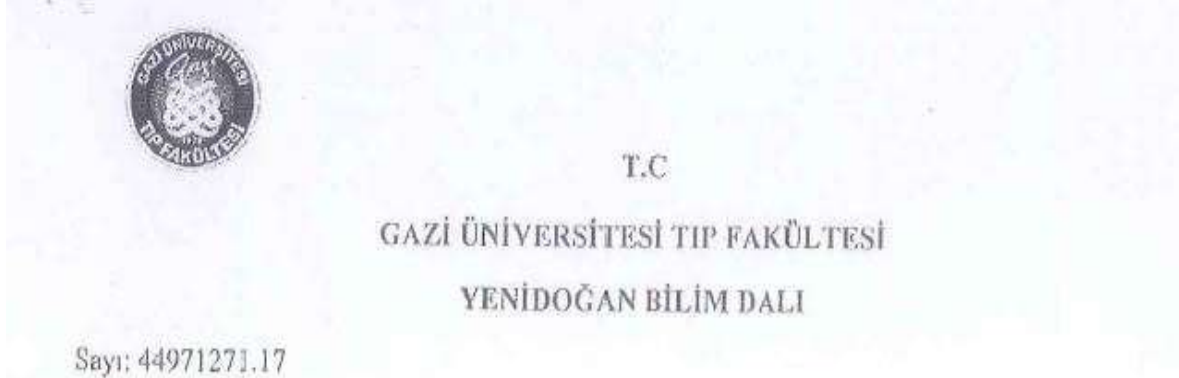 GAZİ ÜNİVERSİTESİ
TIP FAKÜLTESİ
T.C
GAZİ ÜNİVERSİTESİ TIP FAKÜLTESİ
YENİDOĞAN BİLİM DALI
Sayı: 44971271.17